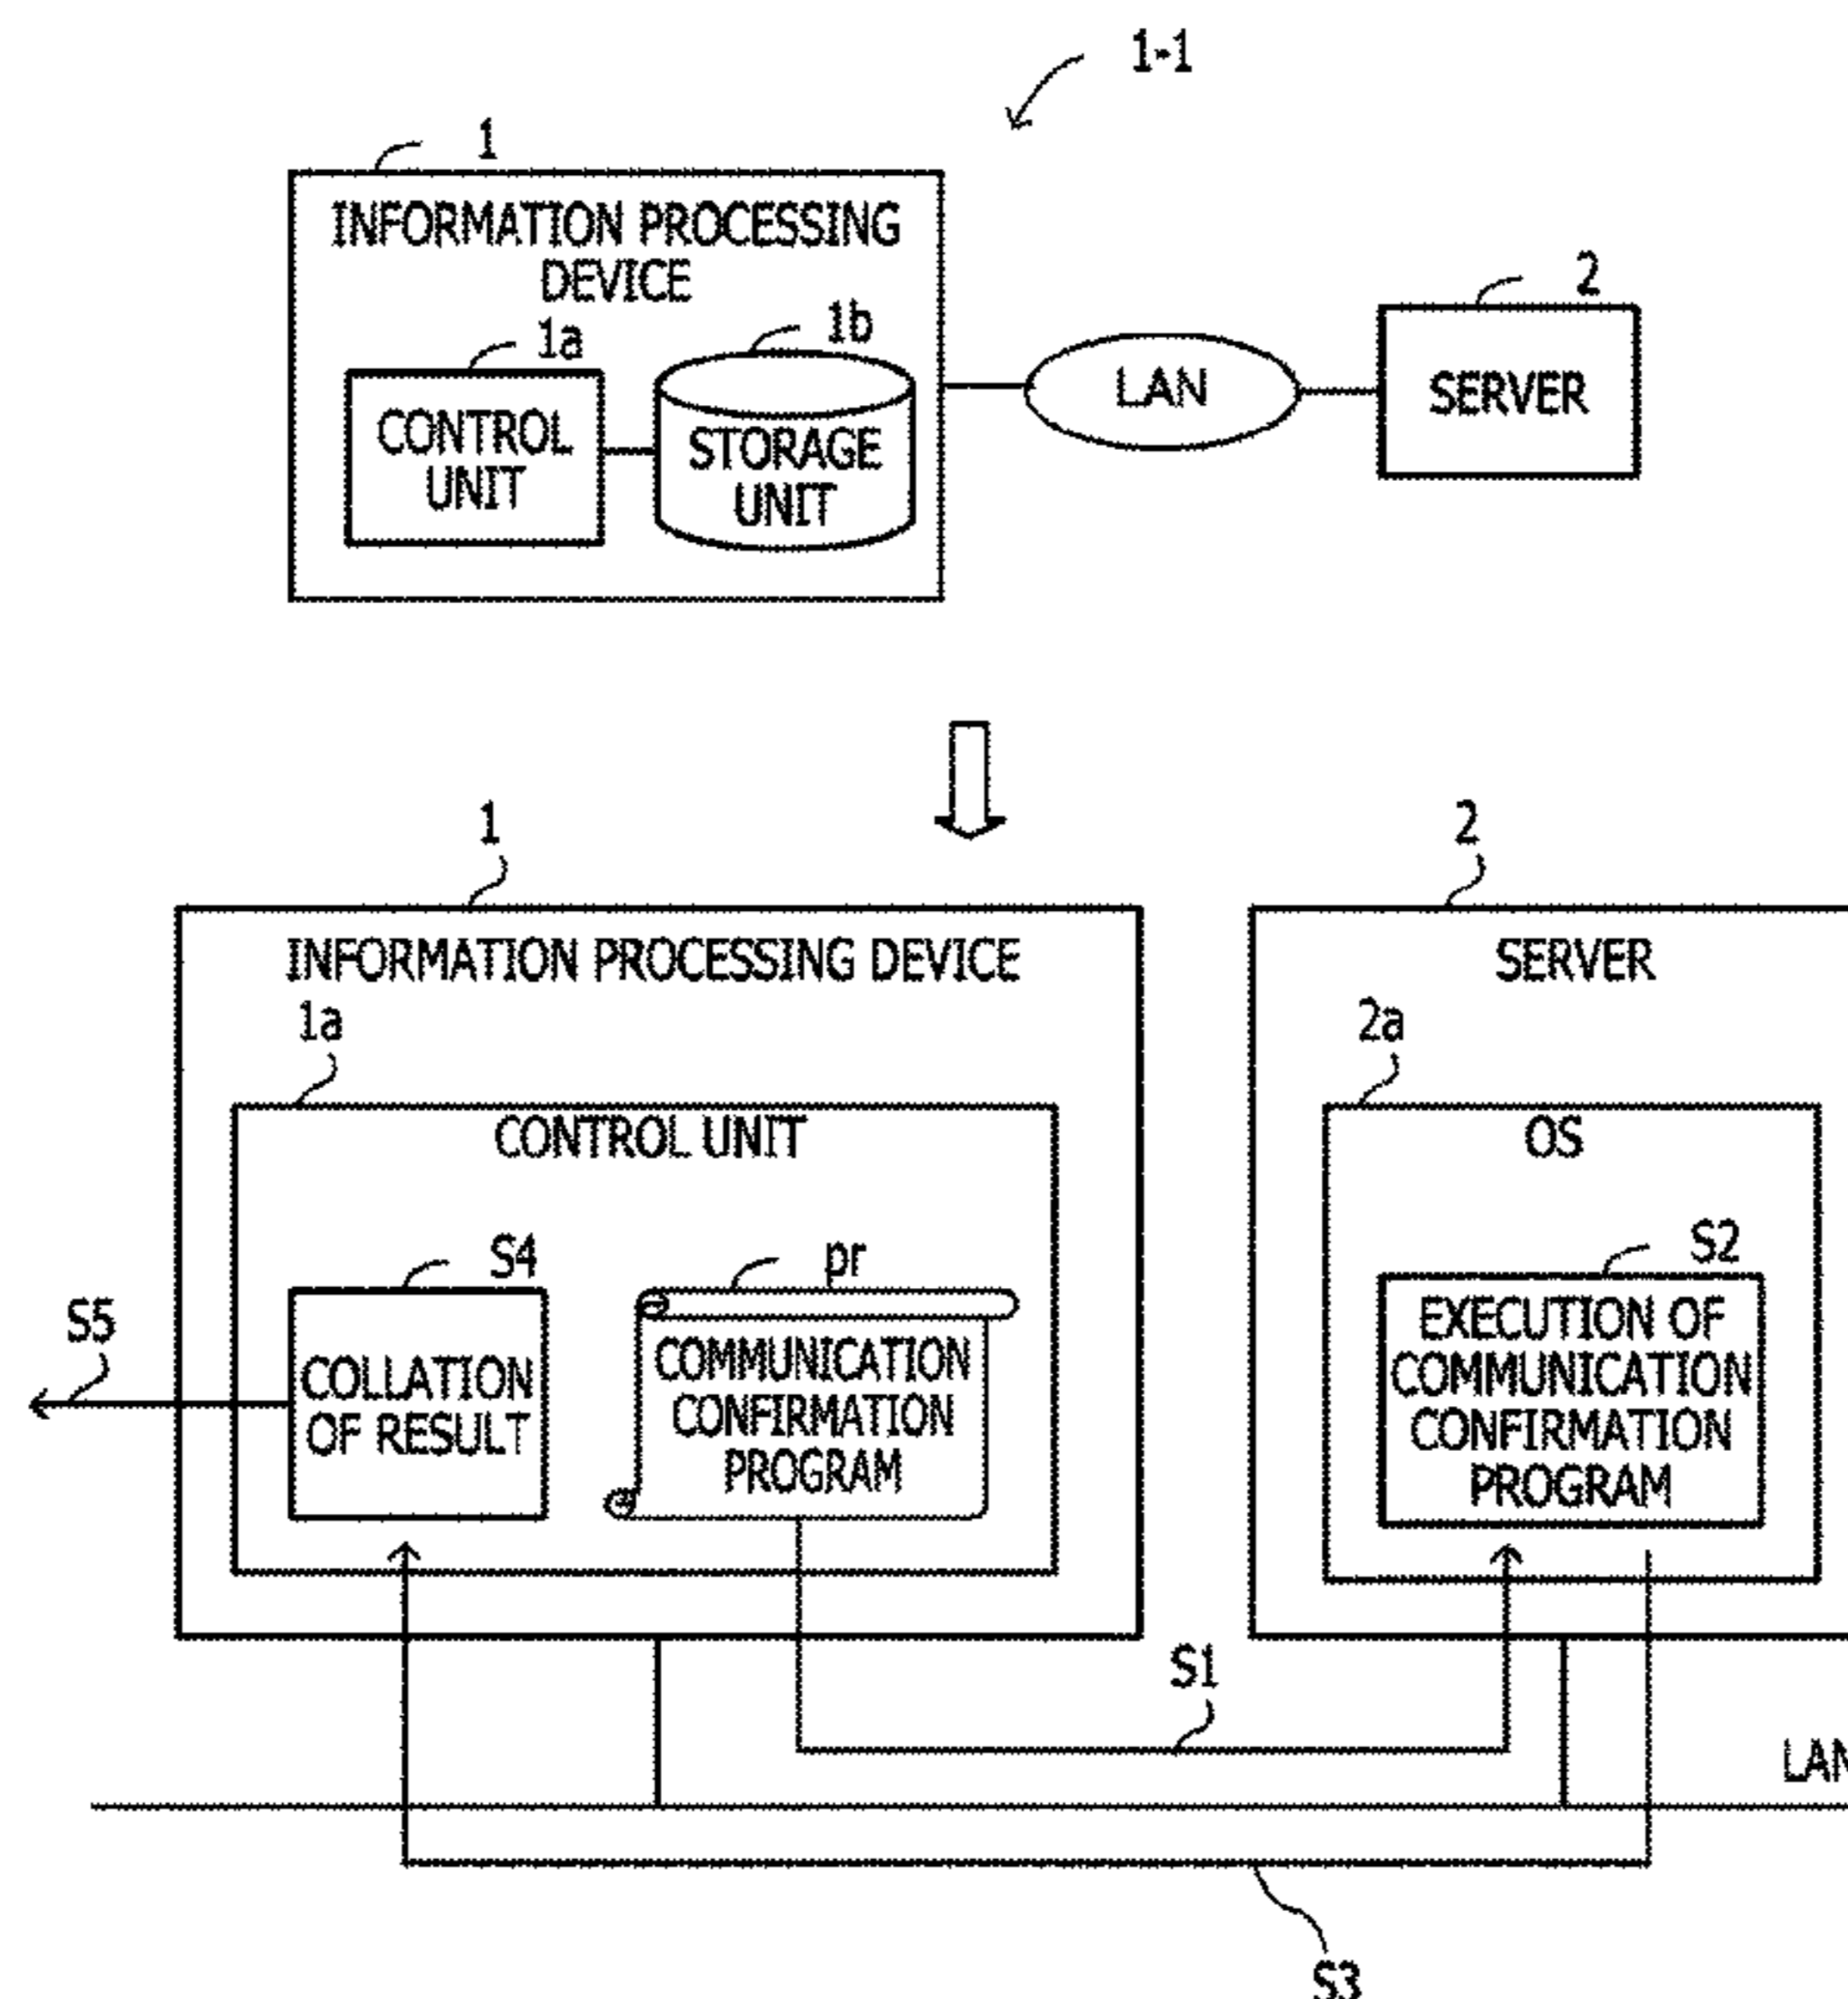 1-1
1
INFORMATION PROCESSING
DEVICE
1a
1b
2
CONTROL
UNIT
STORAGE
UNIT
LAN
SERVER
1
2
INFORMATION PROCESSING DEVICE
SERVER
1a
2a
CONTROL UNIT
OS
S4
pr
S2
S5
COLLATION
OF RESULT
COMMUNICATION
CONFIRMATION
PROGRAM
EXECUTION OF
COMMUNICATION
CONFIRMATION
PROGRAM
S1
LAN
S3